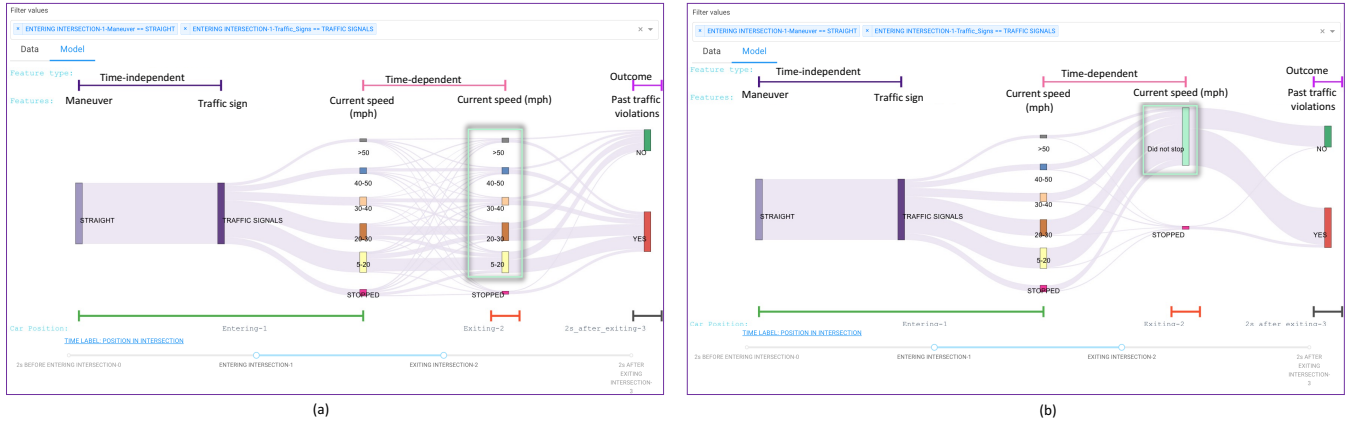 Filter values
× ENTERING INTERSECTION-1-Maneuver == STRAIGHT × ENTERING INTERSECTION-1-Traffic_Signs == TRAFFIC SIGNALS ×
Data Model
Feature type:
Time-independent
Time-dependent
Outcome
Features:
Maneuver
Traffic sign
Current speed
(mph)
Current speed (mph)
Past traffic
violations
>50
>50
NO
40-50
40-50
30-40
30-40
STRAIGHT
TRAFFIC SIGNALS
20-30
20-30
YES
5-20
5-20
STOPPED
STOPPED
Car Position:
Entering-1
Exiting-2
2s_after_exiting-3
TIME LABEL: POSITION IN INTERSECTION
2s BEFORE ENTERING INTERSECTION-0
ENTERING INTERSECTION-1
EXITING INTERSECTION-2
2s AFTER
EXITING
INTERSECTION-
3
(a)
Filter values
× ENTERING INTERSECTION-1-Maneuver == STRAIGHT × ENTERING INTERSECTION-1-Traffic_Signs == TRAFFIC SIGNALS ×
Data Model
Feature type:
Time-independent
Time-dependent
Outcome
Features:
Maneuver
Traffic sign
Current speed
(mph)
Current speed (mph)
Past traffic
violations
>50
Did not stop
NO
40-50
30-40
STRAIGHT
TRAFFIC SIGNALS
20-30
STOPPED
YES
5-20
STOPPED
Car Position:
Entering-1
Exiting-2
2s after exiting-3
TIME LABEL: POSITION IN INTERSECTION
2s BEFORE ENTERING INTERSECTION-0
ENTERING INTERSECTION-1
EXITING INTERSECTION-2
2s AFTER
EXITING
INTERSECTION-
3
(b)